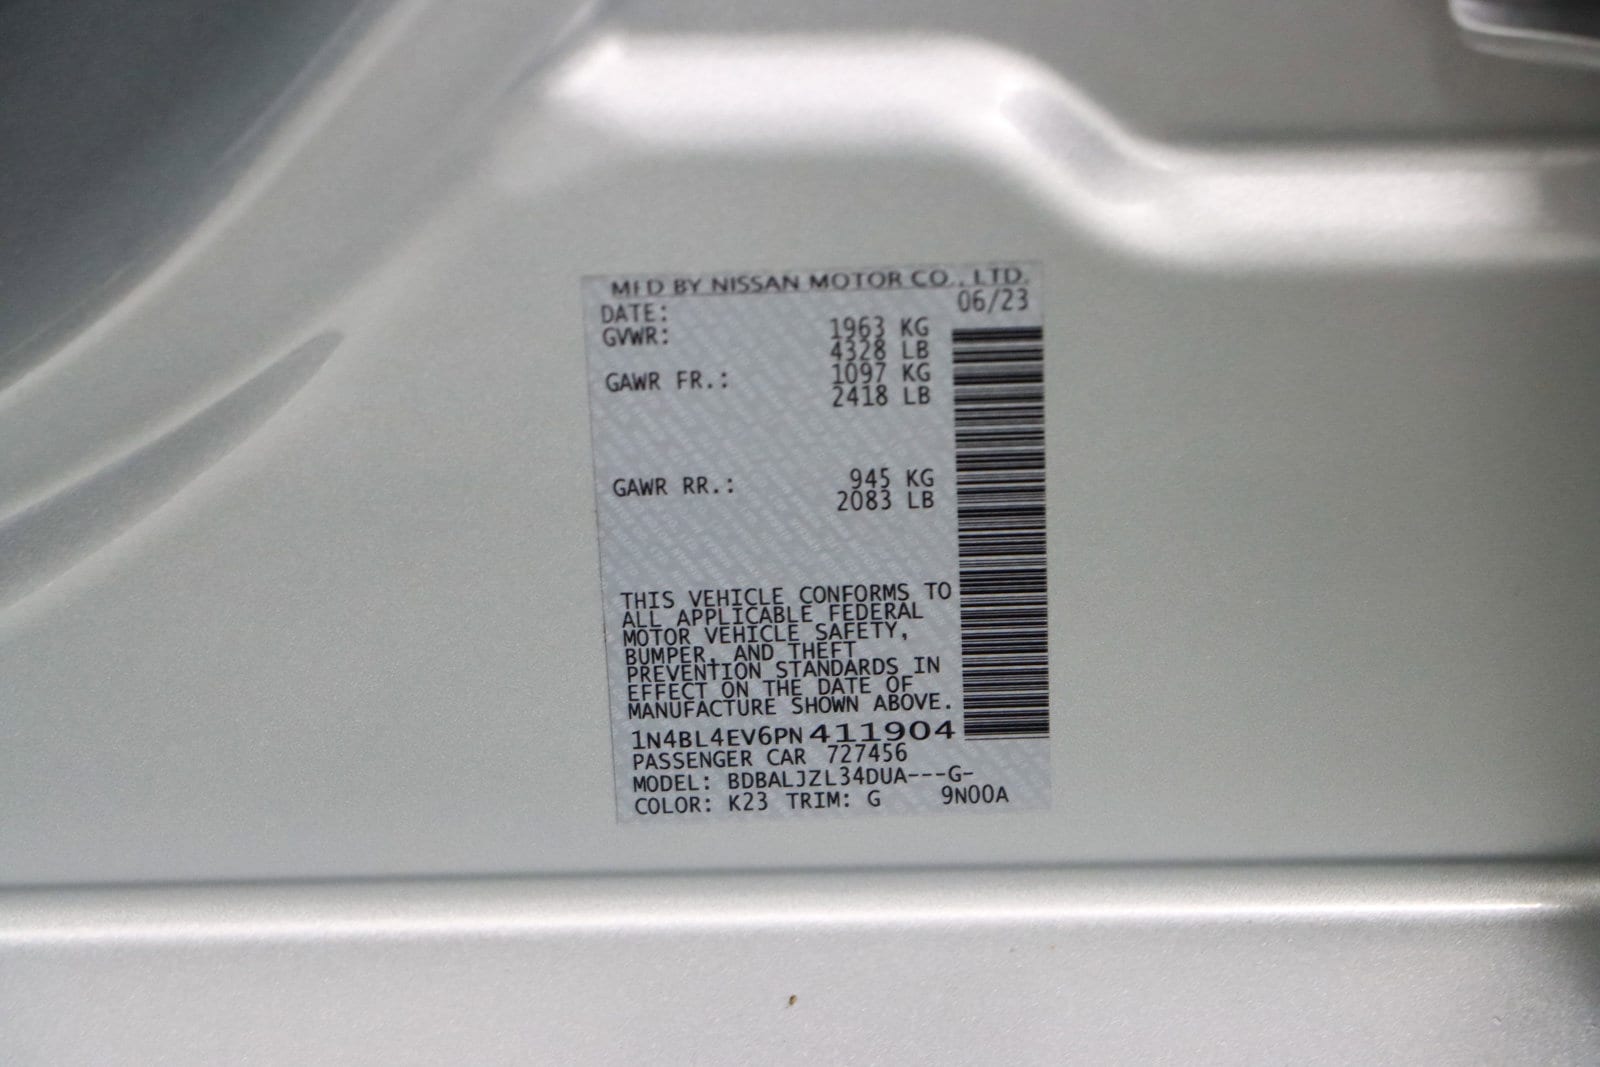 MFD BY NISSAN MOTOR CO., LTD.
DATE: 06/23
GVWR: 1963 KG
4328 LB
GAWR FR.: 1097 KG
2418 LB
GAWR RR.: 945 KG
2083 LB
THIS VEHICLE CONFORMS TO
ALL APPLICABLE FEDERAL
MOTOR VEHICLE SAFETY,
BUMPER, AND THEFT
PREVENTION STANDARDS IN
EFFECT ON THE DATE OF
MANUFACTURE SHOWN ABOVE.
1N4BL4EV6PN411904
PASSENGER CAR 727456
MODEL: BDBALJZL34DUA---G-
COLOR: K23 TRIM: G 9N00A